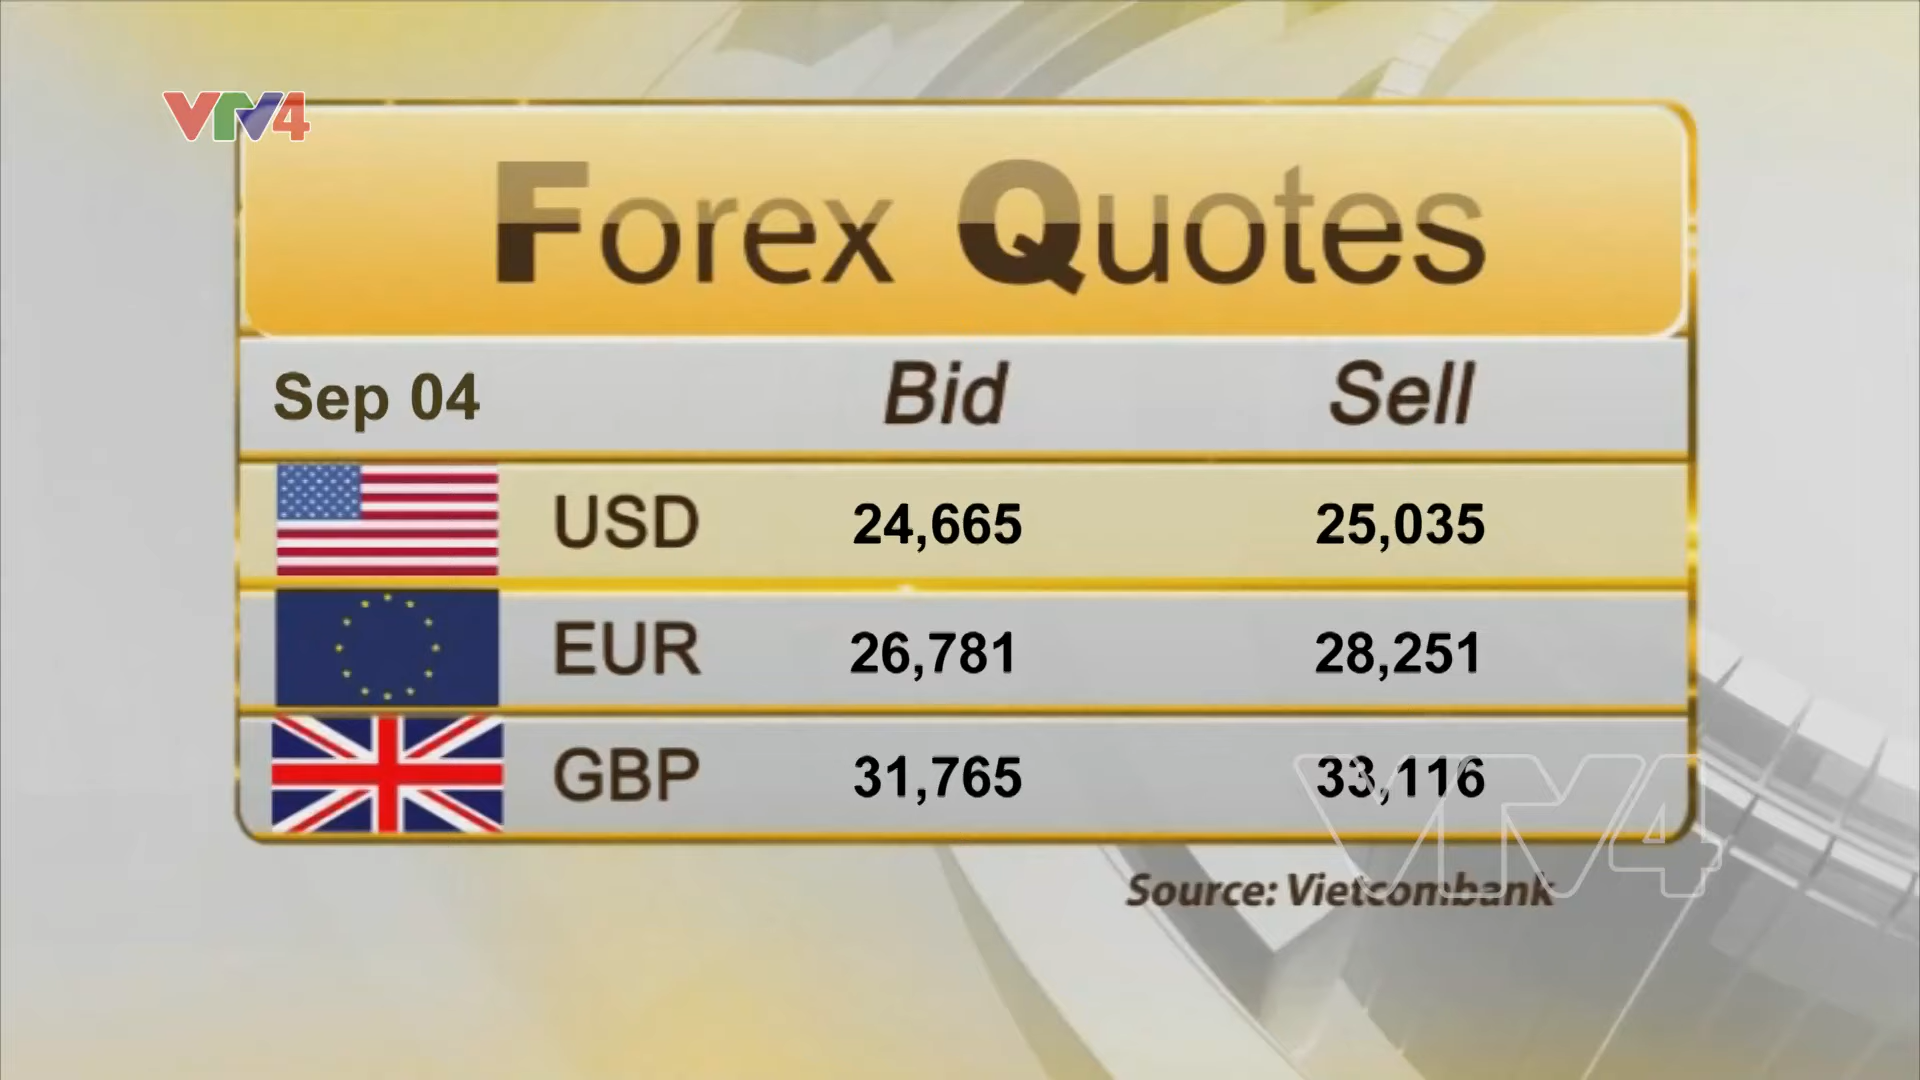 VTV4
Forex Quotes
Sep 04 Bid Sell
USD 24,665 25,035
EUR 26,781 28,251
GBP 31,765 33,116
VTV4
Source: Vietcombank